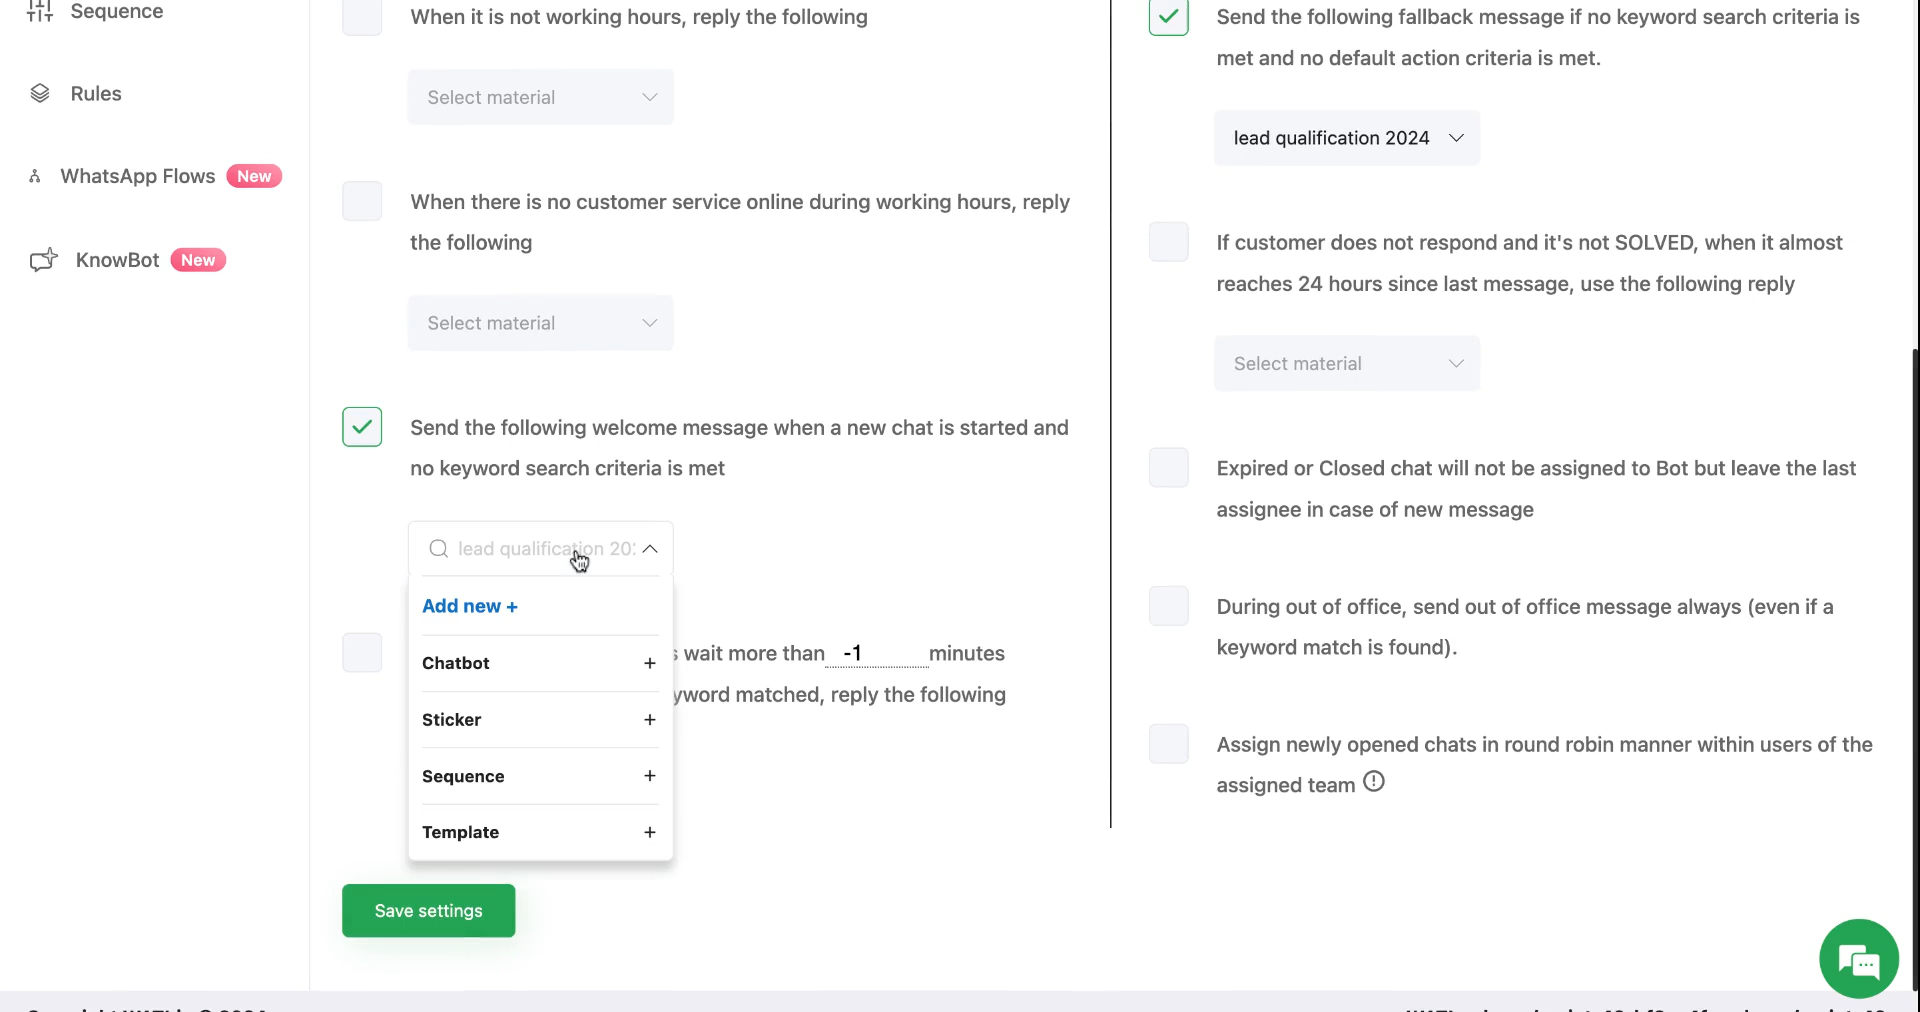 Sequence
Rules
WhatsApp Flows New
KnowBot New
When it is not working hours, reply the following
Select material
When there is no customer service online during working hours, reply
the following
Select material
Send the following welcome message when a new chat is started and
no keyword search criteria is met
lead qualification 20
Add new +
Chatbot +
Sticker +
Sequence +
Template +
wait more than -1 minutes
yword matched, reply the following
Save settings
Send the following fallback message if no keyword search criteria is
met and no default action criteria is met.
lead qualification 2024
If customer does not respond and it's not SOLVED, when it almost
reaches 24 hours since last message, use the following reply
Select material
Expired or Closed chat will not be assigned to Bot but leave the last
assignee in case of new message
During out of office, send out of office message always (even if a
keyword match is found).
Assign newly opened chats in round robin manner within users of the
assigned team